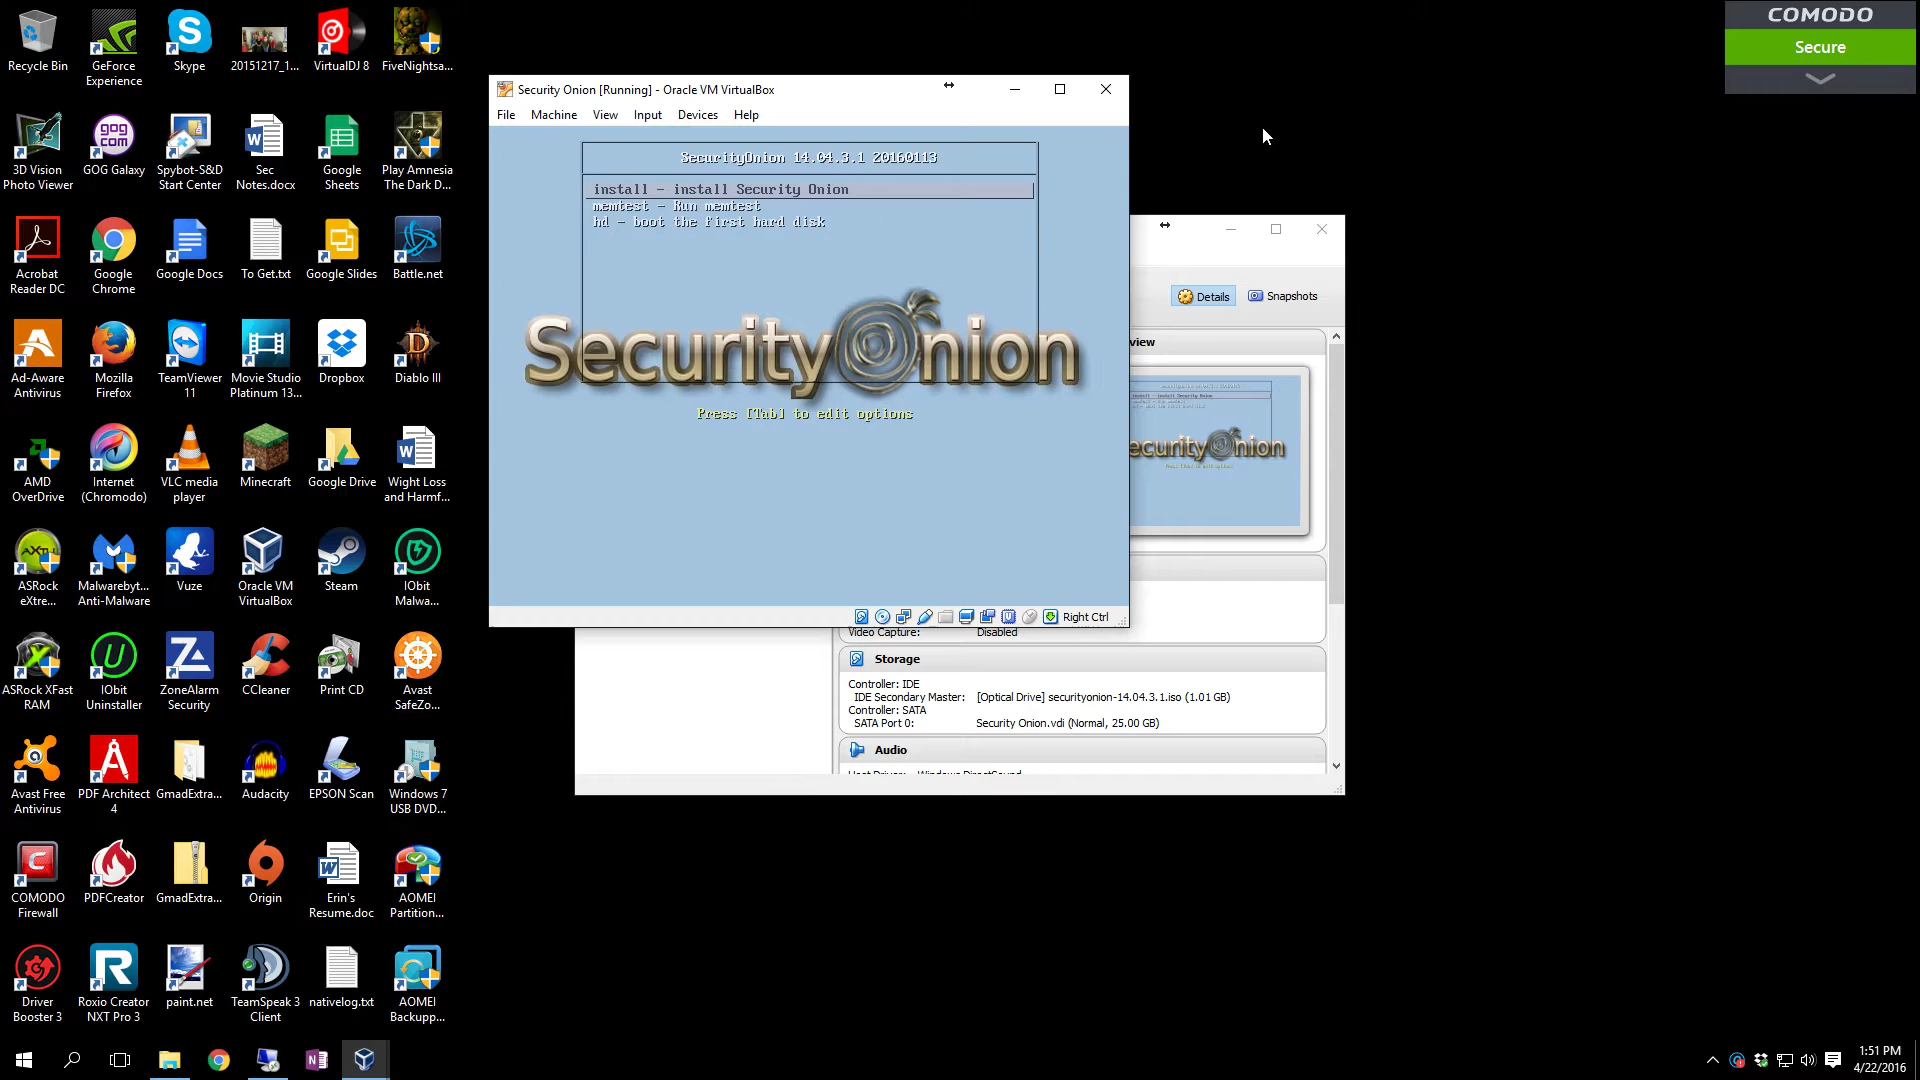 Recycle Bin
GeForce
Experience
Skype
20151217_1...
VirtualDJ 8
FiveNightsa...
3D Vision
Photo Viewer
GOG Galaxy
Spybot-S&D
Start Center
Sec
Notes.docx
Google
Sheets
Play Amnesia
The Dark D...
Acrobat
Reader DC
Google
Chrome
Google Docs
To Get.txt
Google Slides
Battle.net
Ad-Aware
Antivirus
Mozilla
Firefox
TeamViewer
11
Movie Studio
Platinum 13...
Dropbox
Diablo III
AMD
OverDrive
Internet
(Chromodo)
VLC media
player
Minecraft
Google Drive
Wight Loss
and Harmf...
ASRock
eXtre...
Malwarebyt...
Anti-Malware
Vuze
Oracle VM
VirtualBox
Steam
IObit
Malwa...
ASRock XFast
RAM
IObit
Uninstaller
ZoneAlarm
Security
CCleaner
Print CD
Avast
SafeZo...
Avast Free
Antivirus
PDF Architect
4
GmadExtra...
Audacity
EPSON Scan
Windows 7
USB DVD...
COMODO
Firewall
PDFCreator
GmadExtra...
Origin
Erin's
Resume.doc
AOMEI
Partition...
Driver
Booster 3
Roxio Creator
NXT Pro 3
paint.net
TeamSpeak 3
Client
nativelog.txt
AOMEI
Backupp...
Security Onion [Running] - Oracle VM VirtualBox
File Machine View Input Devices Help
SecurityOnion 14.04.3.1 20160113
install - install Security Onion
memtest - Run memtest
hd - boot the first hard disk
SecurityOnion
Press [Tab] to edit options
Right Ctrl
Details Snapshots
view
install - install Security Onion
ecurityOnion
Video Capture: Disabled
Storage
Controller: IDE
IDE Secondary Master: [Optical Drive] securityonion-14.04.3.1.iso (1.01 GB)
Controller: SATA
SATA Port 0: Security Onion.vdi (Normal, 25.00 GB)
Audio
Host Driver: Windows DirectSound
COMODO
Secure
1:51 PM
4/22/2016